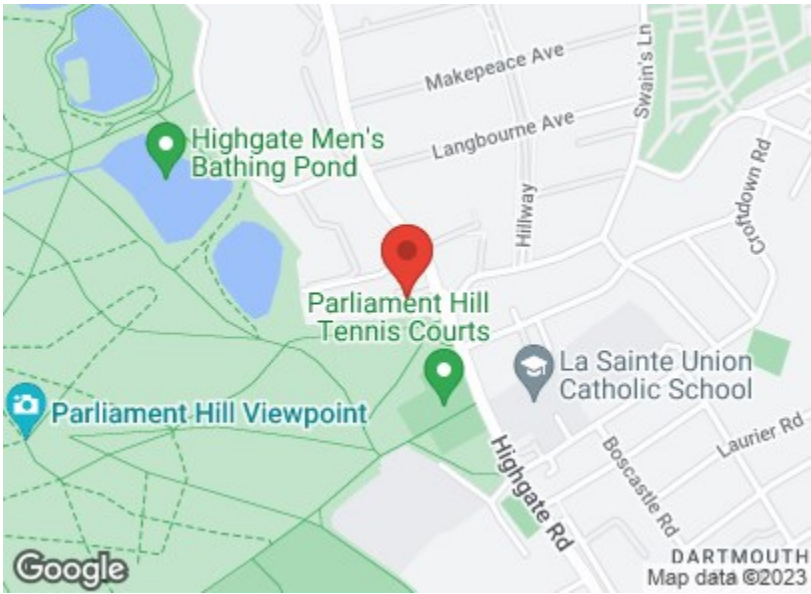 Makepeace Ave
Swain's Ln
Highgate Men's
Bathing Pond
Langbourne Ave
Croftdown Rd
Hillway
Parliament Hill
Tennis Courts
La Sainte Union
Catholic School
Parliament Hill Viewpoint
Laurier Rd
Boscastle Rd
Highgate Rd
DARTMOUTH
Google
Map data ©2023